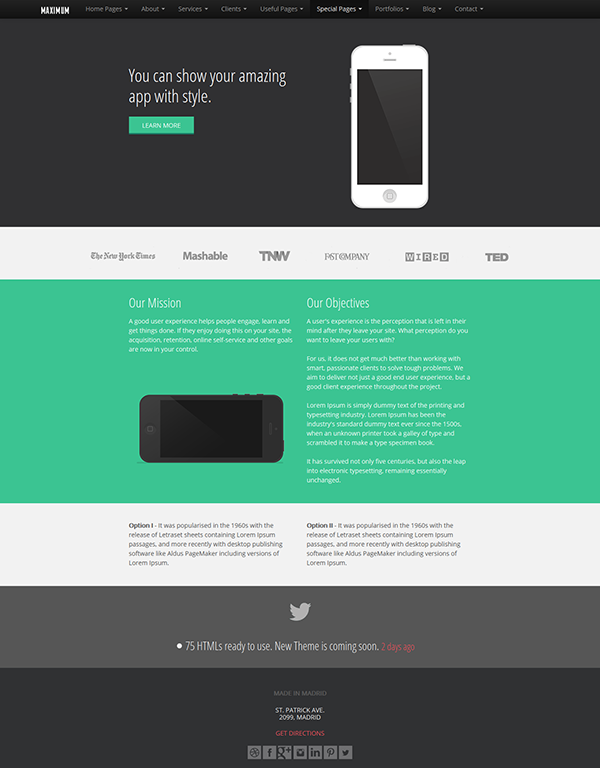 MAXIMUM Home Pages About Services Clients Useful Pages Special Pages Portfolios Blog Contact
You can show your amazing
app with style.
LEARN MORE
The New York Times Mashable TNW FAST COMPANY WIRED TED
Our Mission
A good user experience helps people engage, learn and
get things done. If they enjoy doing this on your site, the
acquisition, retention, online self-service and other goals
are now in your control.
Our Objectives
A user's experience is the perception that is left in their
mind after they leave your site. What perception do you
want to leave your users with?
For us, it does not get much better than working with
smart, passionate clients to solve tough problems. We
aim to deliver not just a good end user experience, but a
good client experience throughout the project.
Lorem Ipsum is simply dummy text of the printing and
typesetting industry. Lorem Ipsum has been the
industry's standard dummy text ever since the 1500s,
when an unknown printer took a galley of type and
scrambled it to make a type specimen book.
It has survived not only five centuries, but also the leap
into electronic typesetting, remaining essentially
unchanged.
Option I - It was popularised in the 1960s with the
release of Letraset sheets containing Lorem Ipsum
passages, and more recently with desktop publishing
software like Aldus PageMaker including versions of
Lorem Ipsum.
Option II - It was popularised in the 1960s with the
release of Letraset sheets containing Lorem Ipsum
passages, and more recently with desktop publishing
software like Aldus PageMaker including versions of
Lorem Ipsum.
75 HTMLs ready to use. New Theme is coming soon. 2 days ago
MADE IN MADRID
ST. PATRICK AVE.
2099, MADRID
GET DIRECTIONS